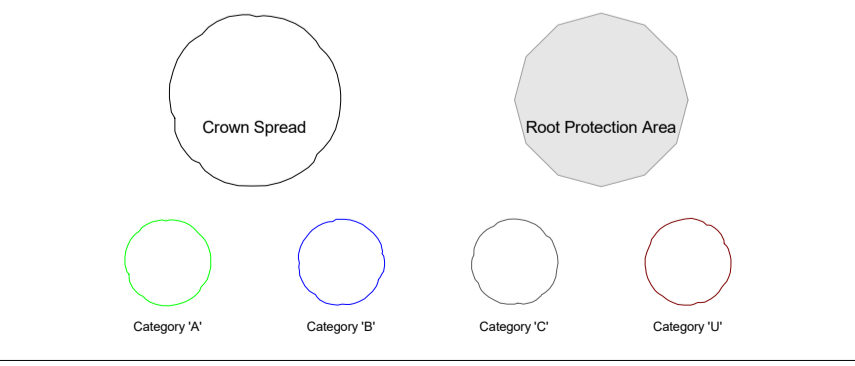 Crown Spread
Root Protection Area
Category 'A'
Category 'B'
Category 'C'
Category 'U'